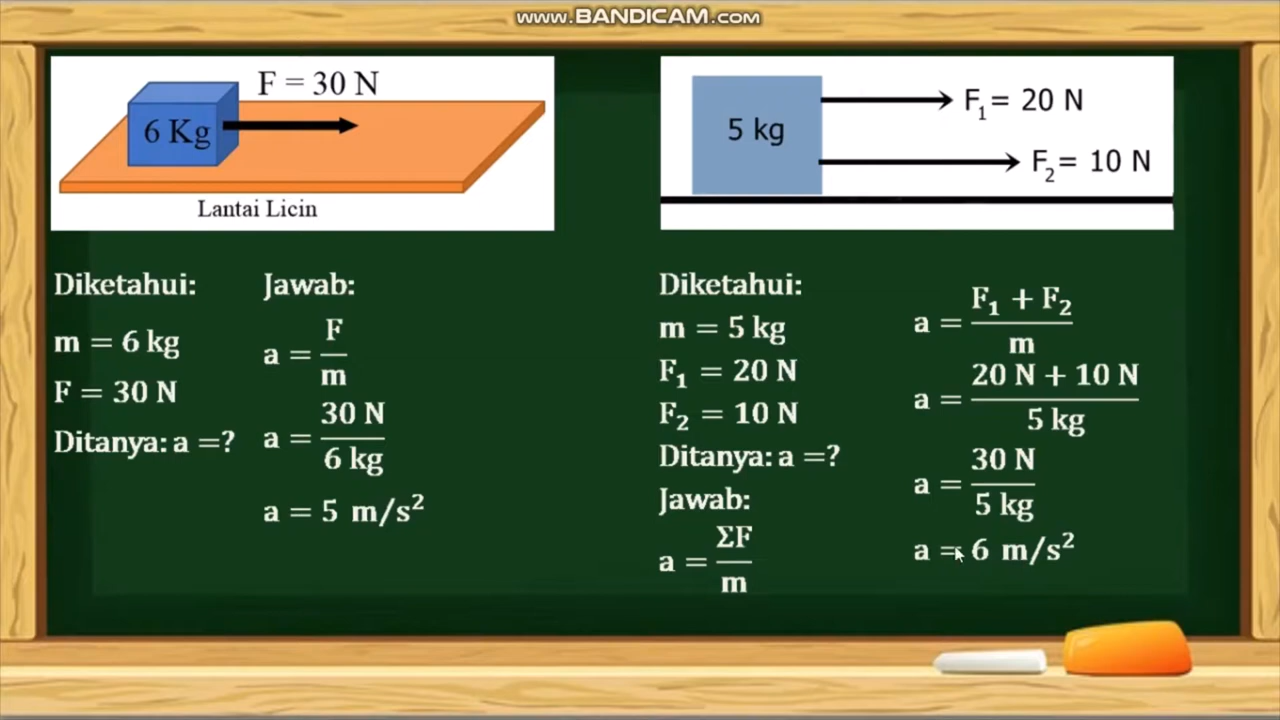 www.BANDICAM.com
F = 30 N
6 Kg
Lantai Licin
Diketahui:
m = 6 kg
F = 30 N
Ditanya: a =?
Jawab:
a = F/m
a = 30 N/6 kg
a = 5 m/s²
5 kg
F₁= 20 N
F₂= 10 N
Diketahui:
m = 5 kg
F₁ = 20 N
F₂ = 10 N
Ditanya: a =?
Jawab:
a = ΣF/m
a = F₁ + F₂/m
a = 20 N + 10 N/5 kg
a = 30 N/5 kg
a = 6 m/s²